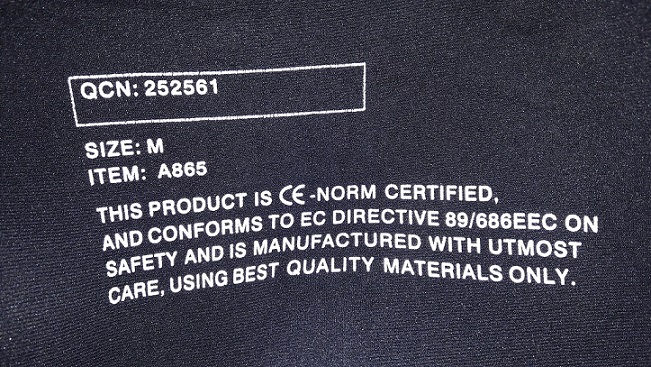 QCN: 252561
SIZE: M
ITEM: A865
THIS PRODUCT IS CE-NORM CERTIFIED,
AND CONFORMS TO EC DIRECTIVE 89/686EEC ON
SAFETY AND IS MANUFACTURED WITH UTMOST
CARE, USING BEST QUALITY MATERIALS ONLY.